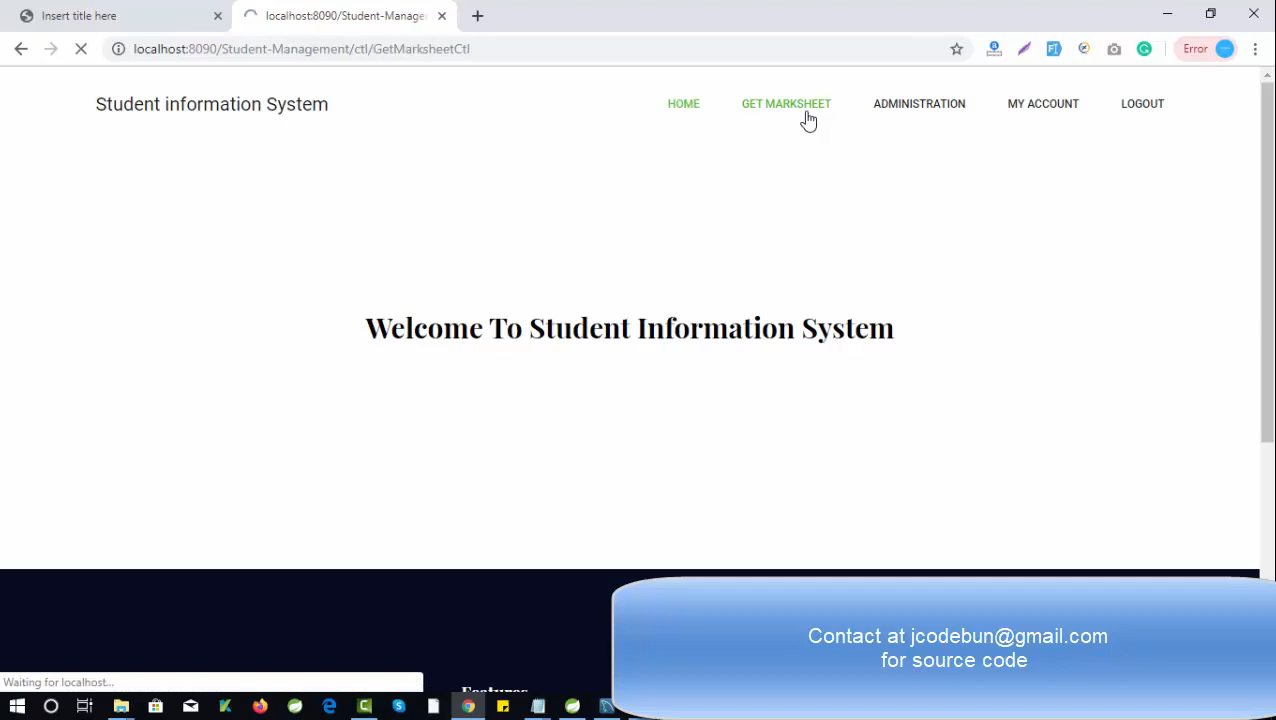 Insert title here
localhost:8090/Student-Manage
localhost:8090/Student-Management/ctl/GetMarksheetCtl
Error
Student information System
HOME
GET MARKSHEET
ADMINISTRATION
MY ACCOUNT
LOGOUT
Welcome To Student Information System
Contact at jcodebun@gmail.com
for source code
Waiting for localhost...
Features